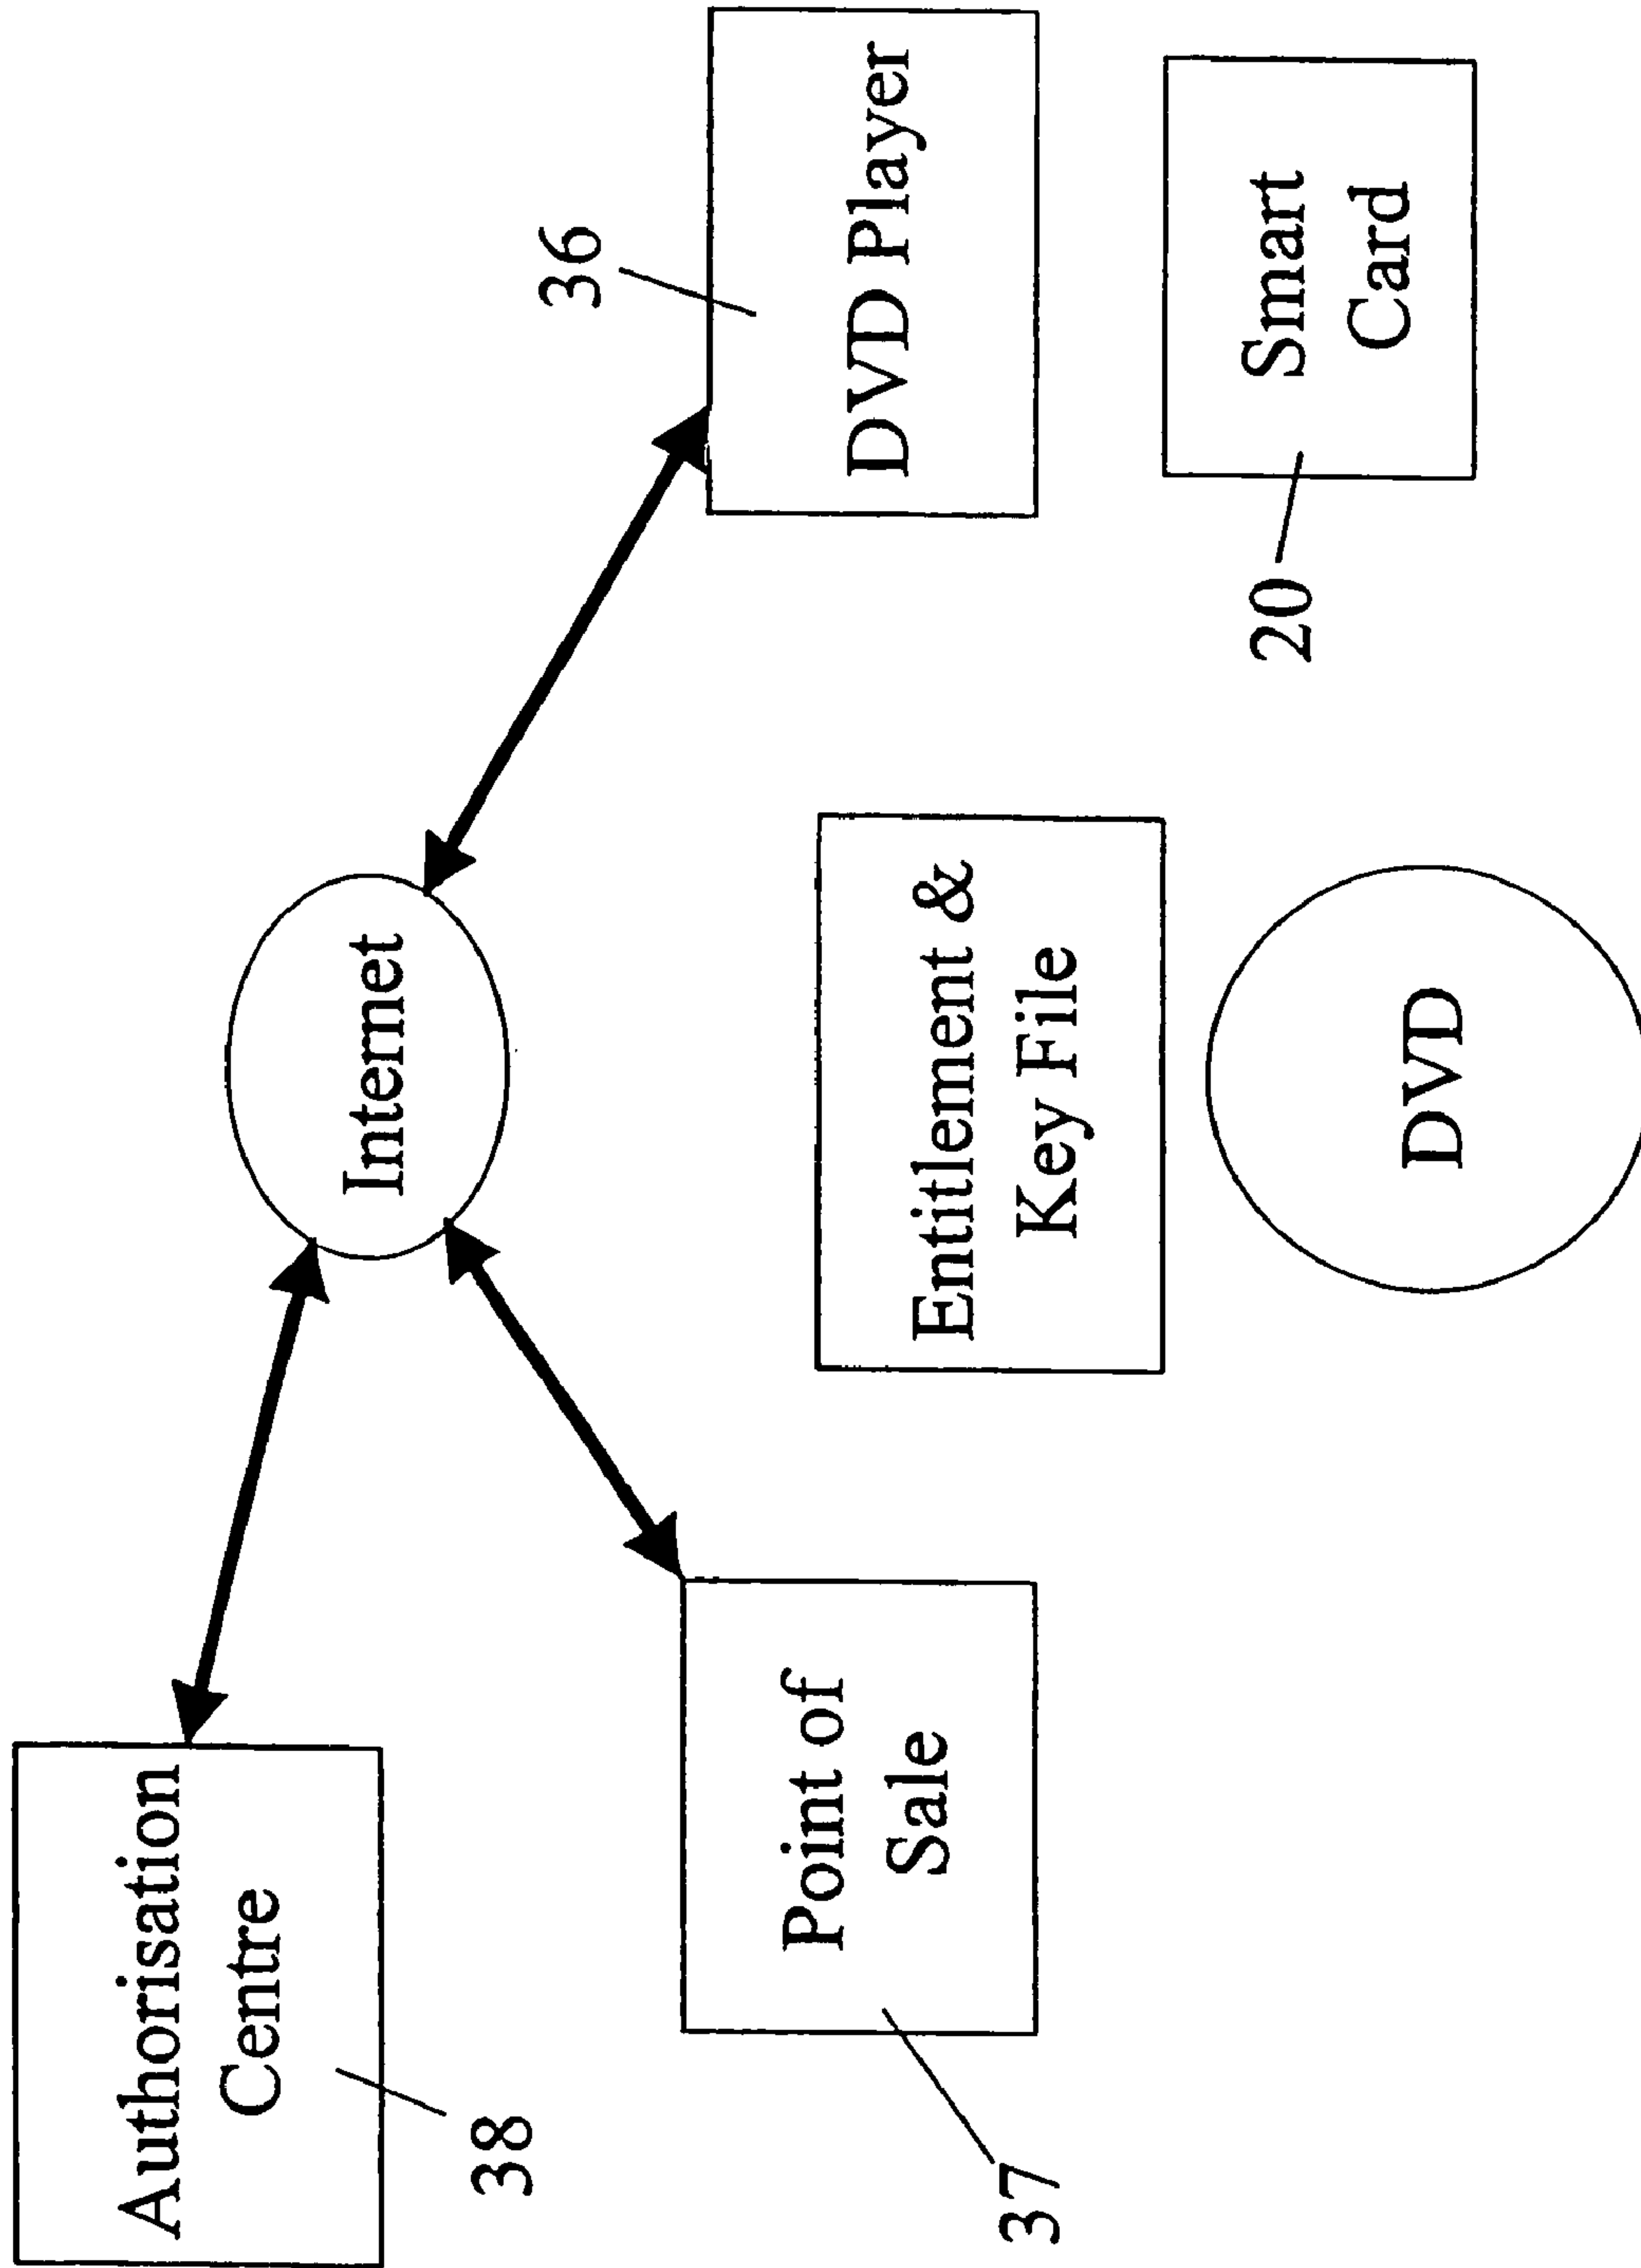 Authorisation
Centre
38
Internet
Point of
Sale
37
36
DVD Player
Entitlement &
Key File
20
Smart
Card
DVD